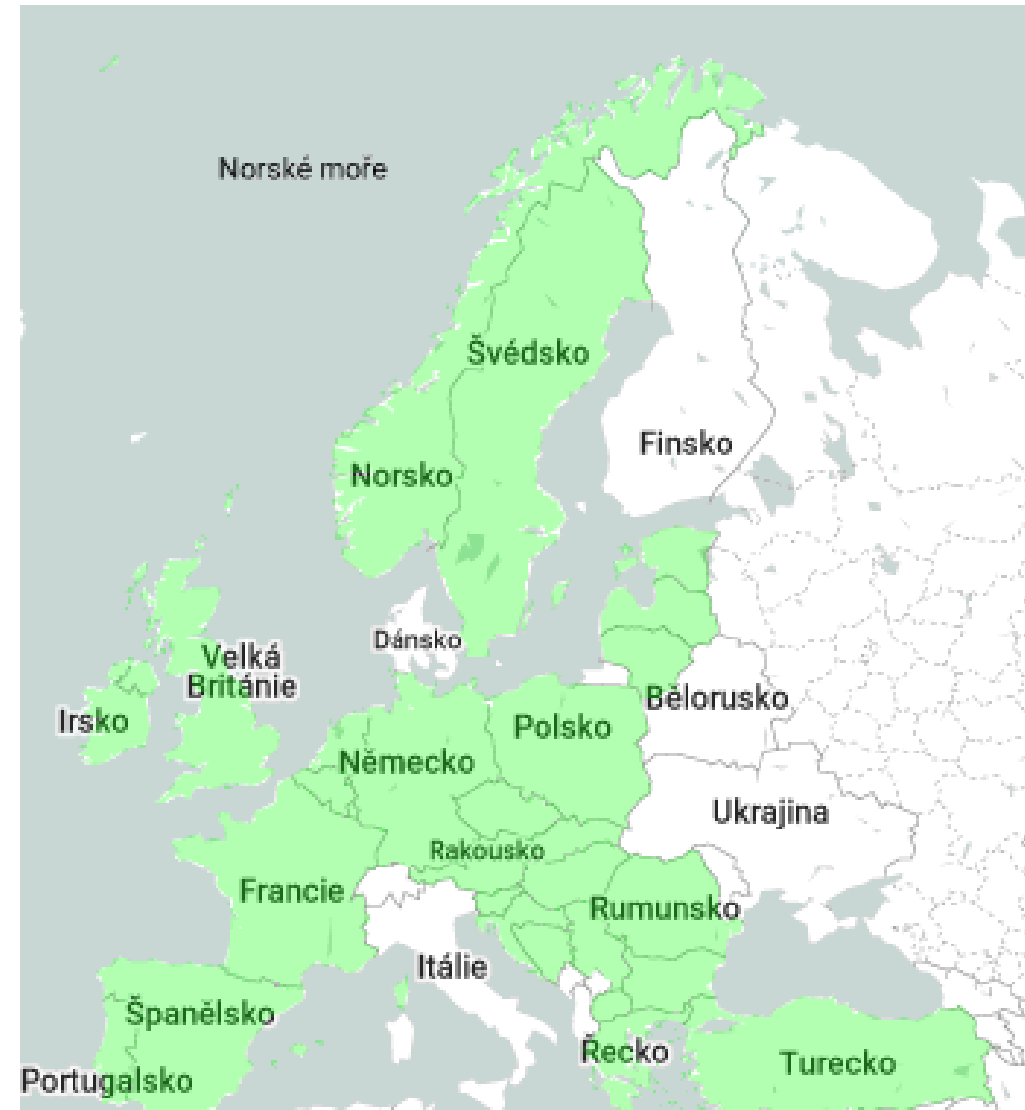 Norské moře
Švédsko
Finsko
Norsko
Dánsko
Velká
Británie
Irsko
Bělorusko
Polsko
Německo
Ukrajina
Rakousko
Francie
Rumunsko
Itálie
Španělsko
Řecko
Turecko
Portugalsko